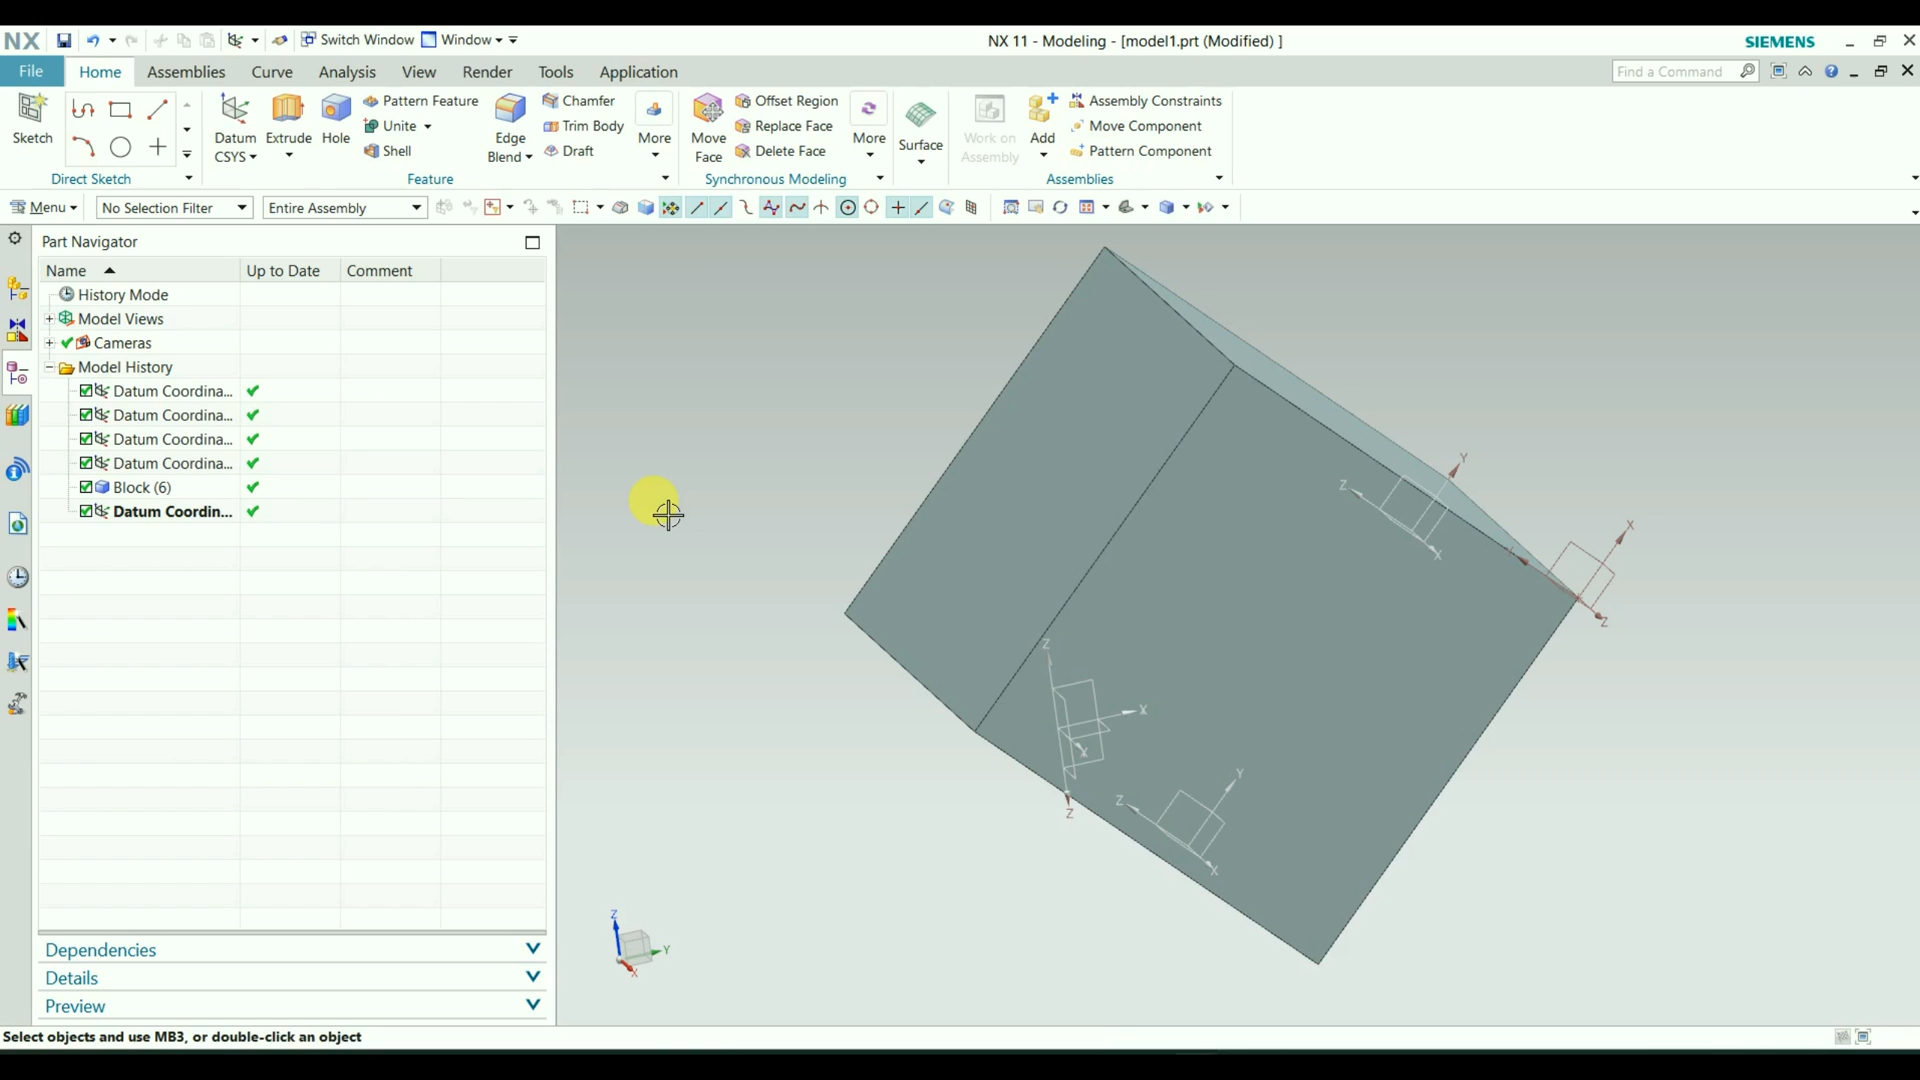 NX
Switch Window
Window
NX 11 - Modeling - [model1.prt (Modified) ]
SIEMENS
File
Home
Assemblies
Curve
Analysis
View
Render
Tools
Application
Find a Command
Sketch
Direct Sketch
Datum
CSYS
Extrude
Hole
Pattern Feature
Unite
Shell
Edge
Blend
Chamfer
Trim Body
Draft
More
Feature
Move
Face
Offset Region
Replace Face
Delete Face
More
Synchronous Modeling
Surface
Work on
Assembly
Add
Assembly Constraints
Move Component
Pattern Component
Assemblies
Menu
No Selection Filter
Entire Assembly
Part Navigator
Name
Up to Date
Comment
History Mode
Model Views
Cameras
Model History
Datum Coordina...
Datum Coordina...
Datum Coordina...
Datum Coordina...
Block (6)
Datum Coordin...
Dependencies
Details
Preview
Y
Z
X
X
Z
Z
X
X
Z
Y
Z
X
Z
Y
X
Select objects and use MB3, or double-click an object